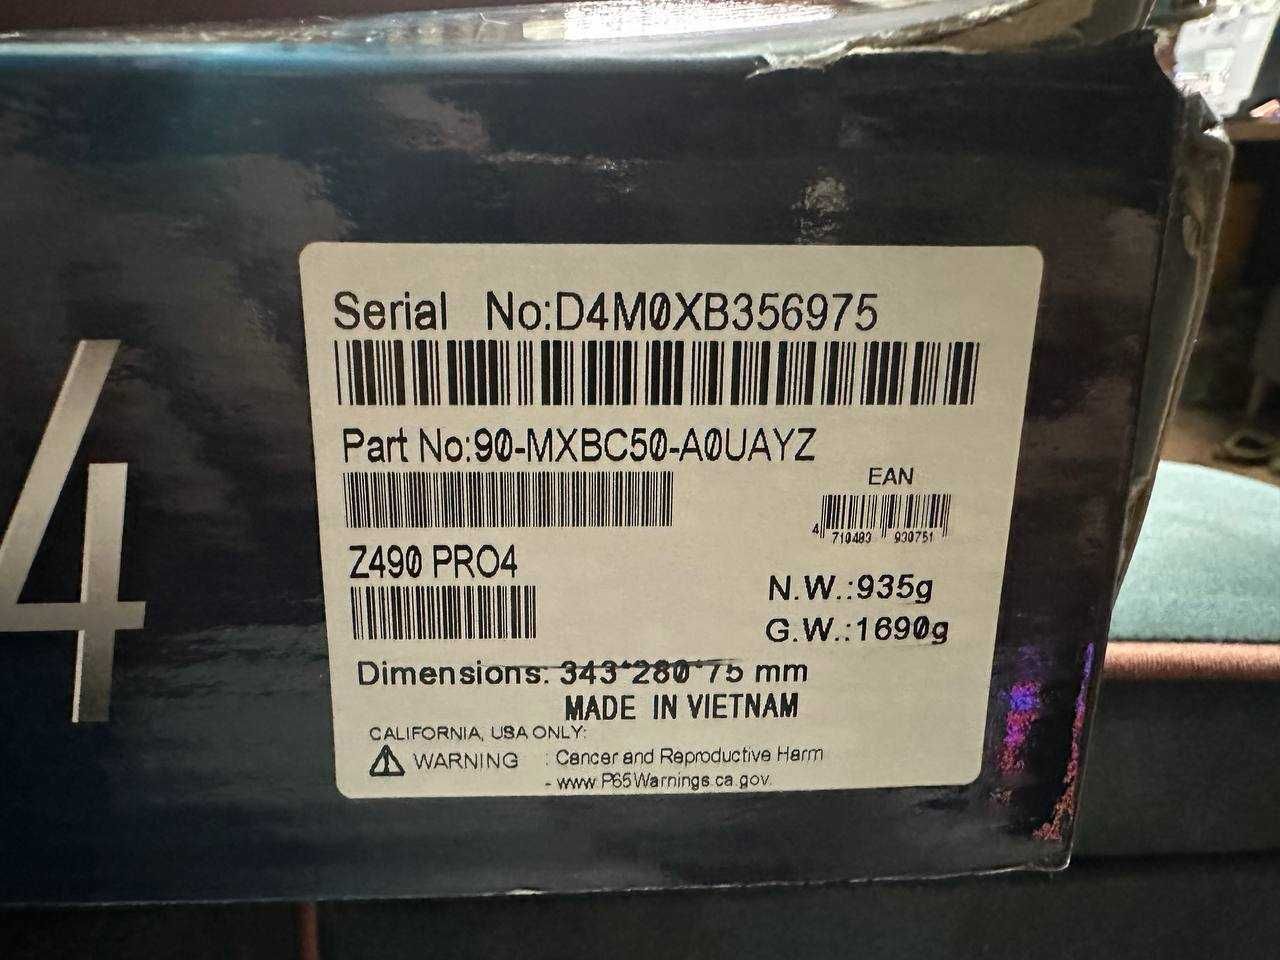 4
Serial No:D4M0XB356975
Part No:90-MXBC50-A0UAYZ
EAN
4 710483 930751
Z490 PRO4
N.W.:935g
G.W.:1690g
Dimensions: 343*280*75 mm
MADE IN VIETNAM
CALIFORNIA, USA ONLY:
WARNING : Cancer and Reproductive Harm
- www.P65Warnings.ca.gov.